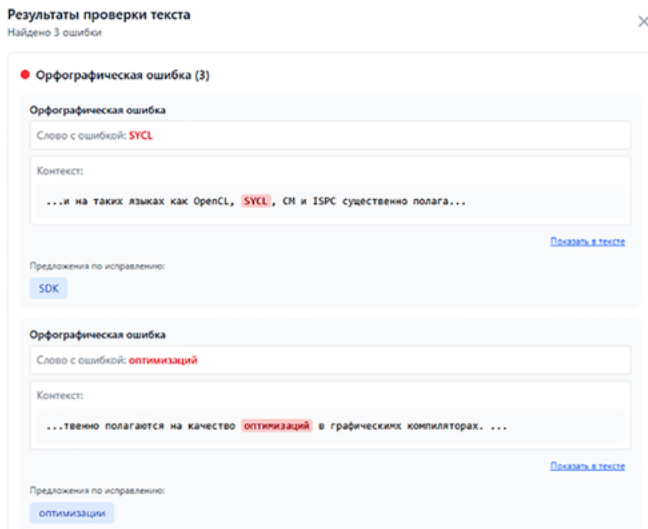 Результаты проверки текста
Найдено 3 ошибки
Орфографическая ошибка (3)
Орфографическая ошибка
Слово с ошибкой: SYCL
Контекст:
...и на таких языках как OpenCL, SYCL, CM и ISPC существенно полага...
Показать в тексте
Предложения по исправлению:
SDK
Орфографическая ошибка
Слово с ошибкой: оптимизаций
Контекст:
...твенно полагаются на качество оптимизаций в графическимх компиляторах. ...
Показать в тексте
Предложения по исправлению:
оптимизации